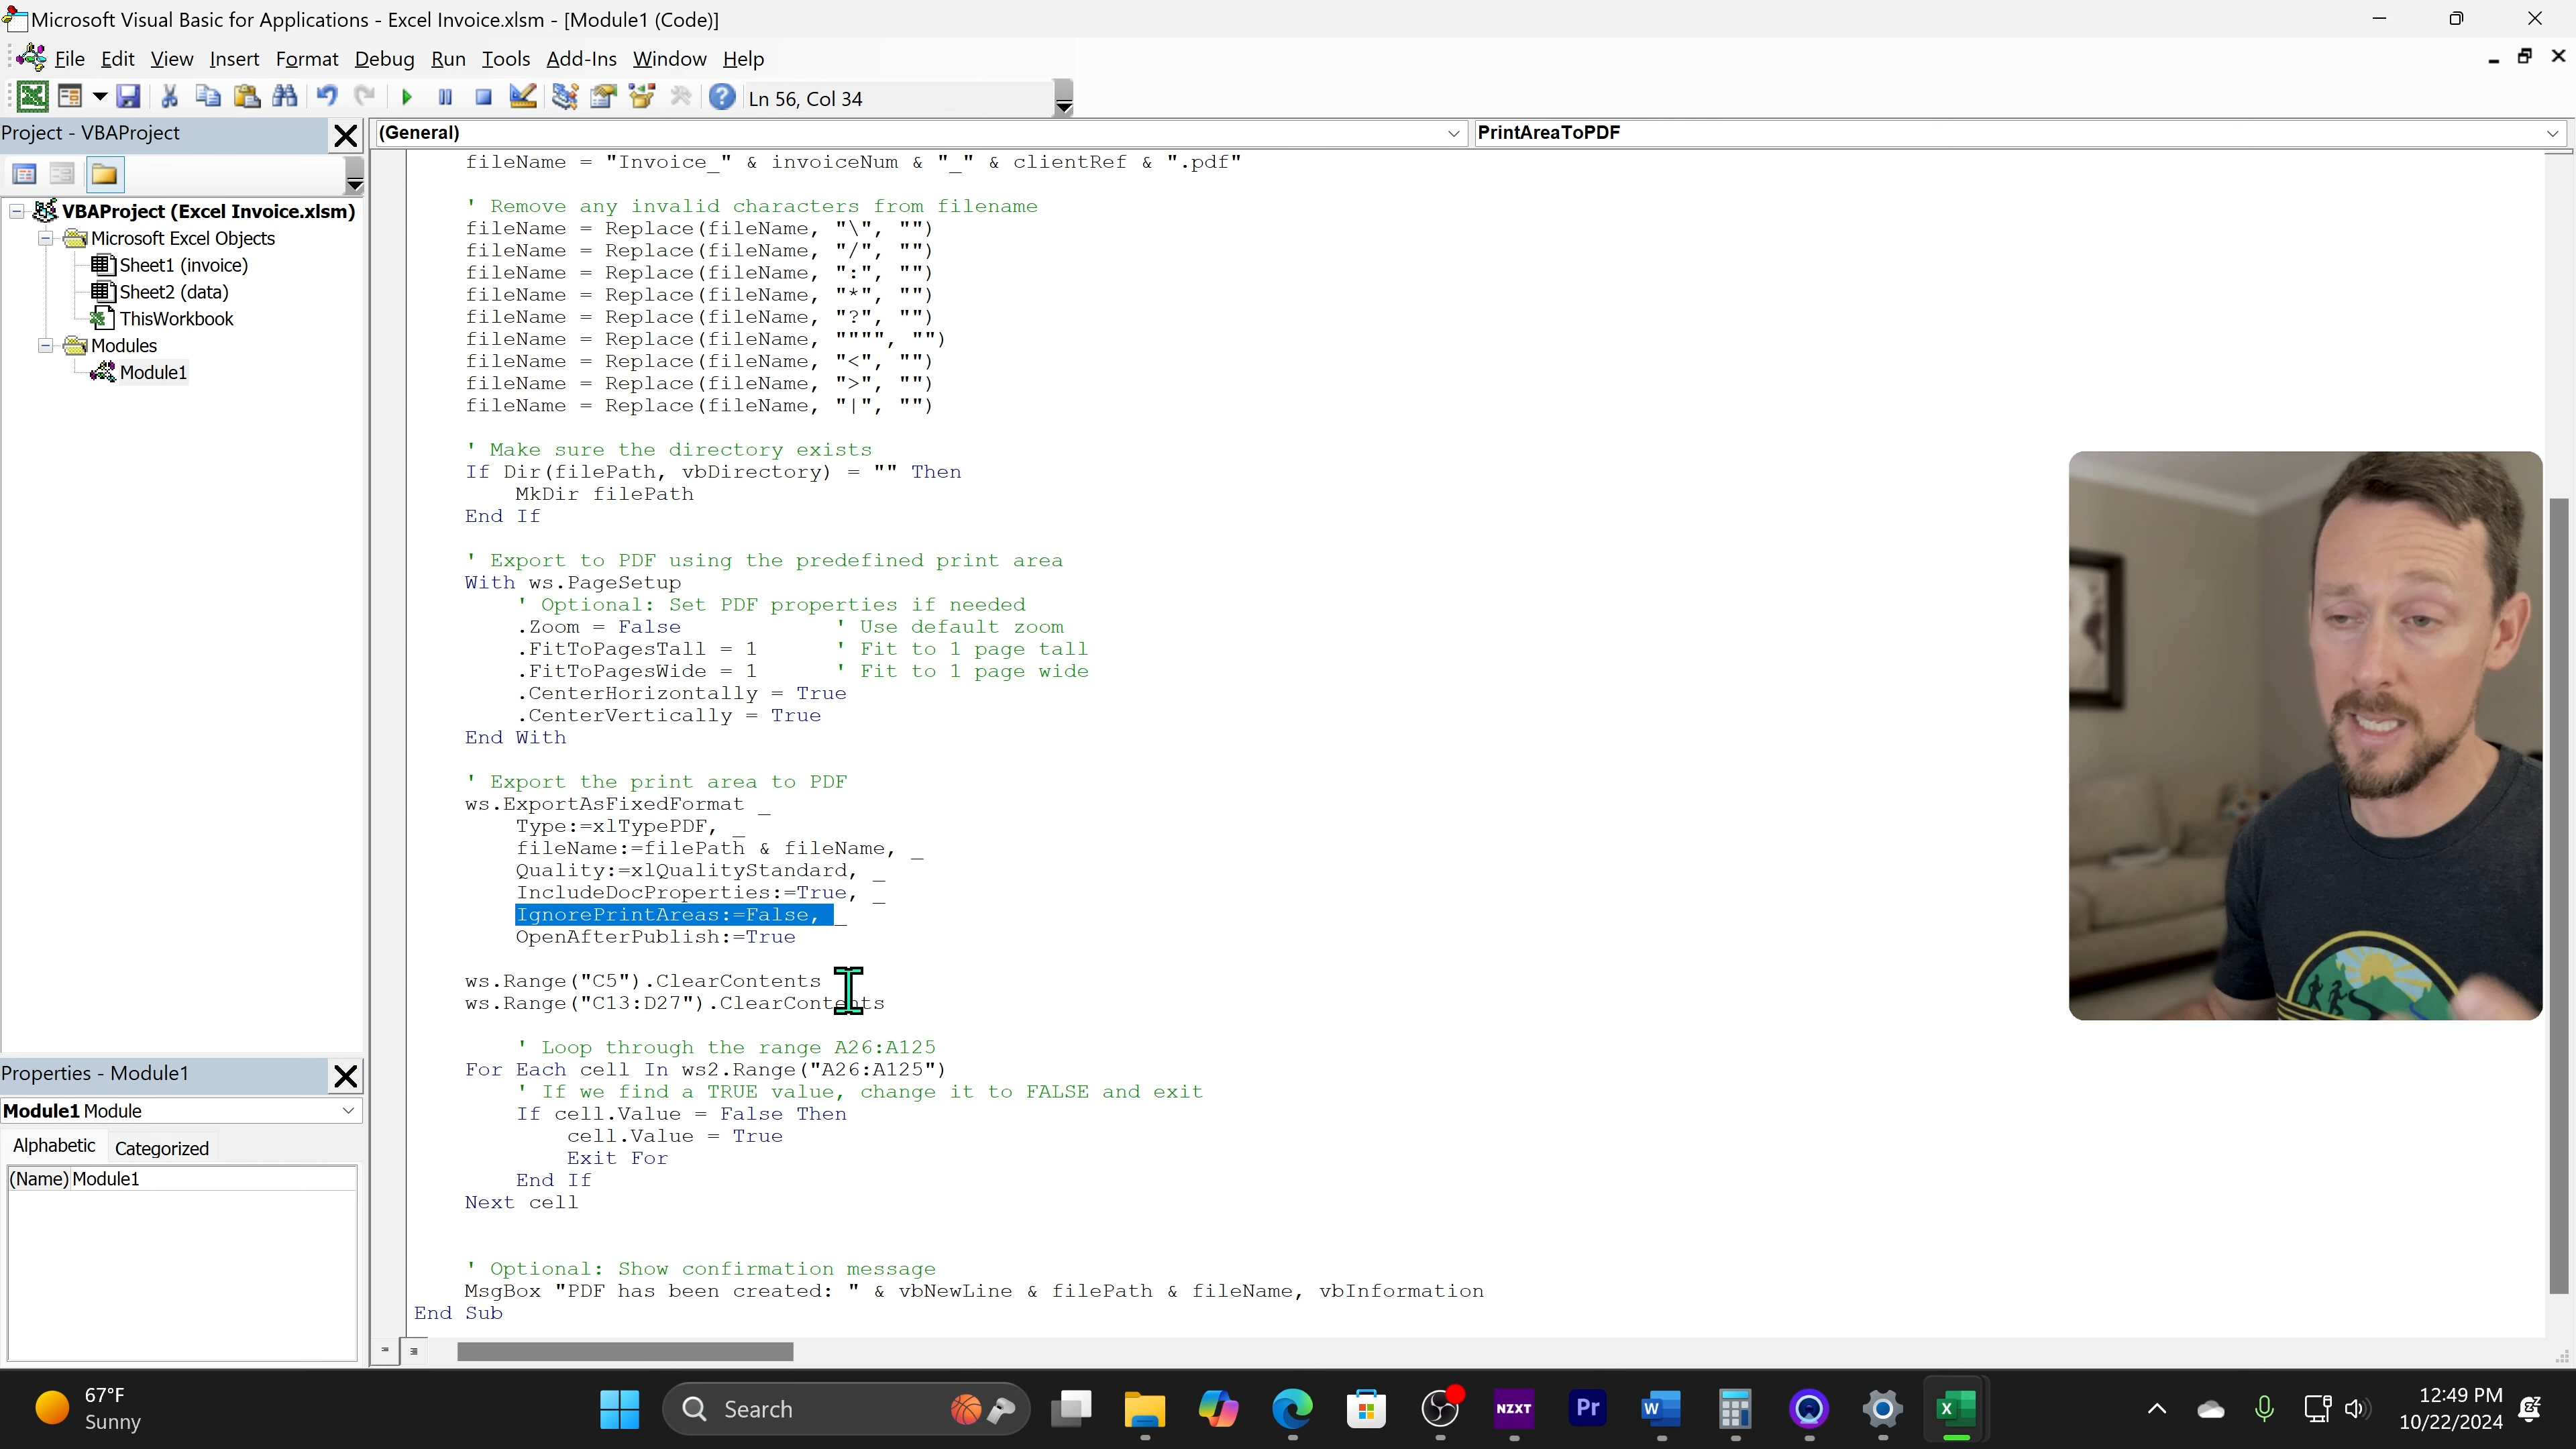 Microsoft Visual Basic for Applications - Excel Invoice.xlsm - [Module1 (Code)]
File Edit View Insert Format Debug Run Tools Add-Ins Window Help
Ln 56, Col 34
Project - VBAProject
(General)
PrintAreaToPDF
VBAProject (Excel Invoice.xlsm)
Microsoft Excel Objects
Sheet1 (invoice)
Sheet2 (data)
ThisWorkbook
Modules
Module1
fileName = "Invoice_" & invoiceNum & "_" & clientRef & ".pdf"
' Remove any invalid characters from filename
fileName = Replace(fileName, "\", "")
fileName = Replace(fileName, "/", "")
fileName = Replace(fileName, ":", "")
fileName = Replace(fileName, "*", "")
fileName = Replace(fileName, "?", "")
fileName = Replace(fileName, """", "")
fileName = Replace(fileName, "<", "")
fileName = Replace(fileName, ">", "")
fileName = Replace(fileName, "|", "")
' Make sure the directory exists
If Dir(filePath, vbDirectory) = "" Then
MkDir filePath
End If
' Export to PDF using the predefined print area
With ws.PageSetup
' Optional: Set PDF properties if needed
.Zoom = False ' Use default zoom
.FitToPagesTall = 1 ' Fit to 1 page tall
.FitToPagesWide = 1 ' Fit to 1 page wide
.CenterHorizontally = True
.CenterVertically = True
End With
' Export the print area to PDF
ws.ExportAsFixedFormat _
Type:=xlTypePDF, _
fileName:=filePath & fileName, _
Quality:=xlQualityStandard, _
IncludeDocProperties:=True, _
IgnorePrintAreas:=False, _
OpenAfterPublish:=True
ws.Range("C5").ClearContents
ws.Range("C13:D27").ClearContents
' Loop through the range A26:A125
For Each cell In ws2.Range("A26:A125")
' If we find a TRUE value, change it to FALSE and exit
If cell.Value = False Then
cell.Value = True
Exit For
End If
Next cell
' Optional: Show confirmation message
MsgBox "PDF has been created: " & vbNewLine & filePath & fileName, vbInformation
End Sub
Properties - Module1
Module1 Module
Alphabetic Categorized
(Name) Module1
67°F
Sunny
Search
NZXT
Pr
W
X
12:49 PM
10/22/2024